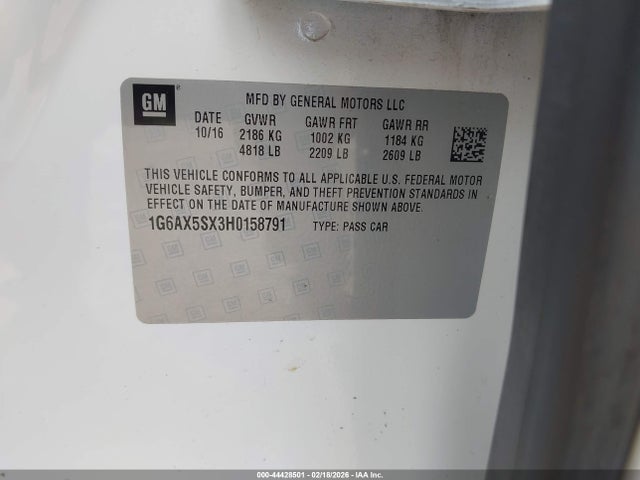 GM
MFD BY GENERAL MOTORS LLC
DATE GVWR GAWR FRT GAWR RR
10/16 2186 KG 1002 KG 1184 KG
4818 LB 2209 LB 2609 LB
THIS VEHICLE CONFORMS TO ALL APPLICABLE U.S. FEDERAL MOTOR
VEHICLE SAFETY, BUMPER, AND THEFT PREVENTION STANDARDS IN
EFFECT ON THE DATE OF MANUFACTURE SHOWN ABOVE.
1G6AX5SX3H0158791 TYPE: PASS CAR
000-44428501 - 02/18/2026 - IAA Inc.